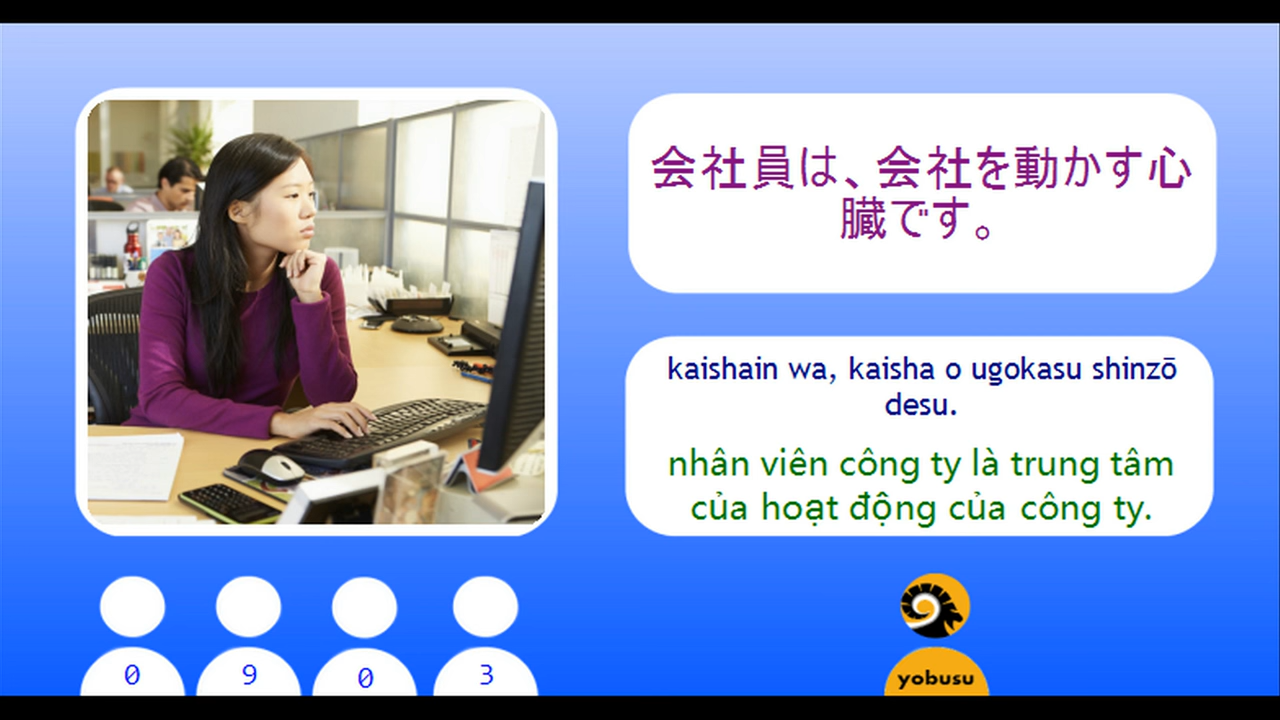 会社員は、会社を動かす心
臓です。
kaishain wa, kaisha o ugokasu shinzō
desu.
nhân viên công ty là trung tâm
của hoạt động của công ty.
0 9 0 3
yobusu